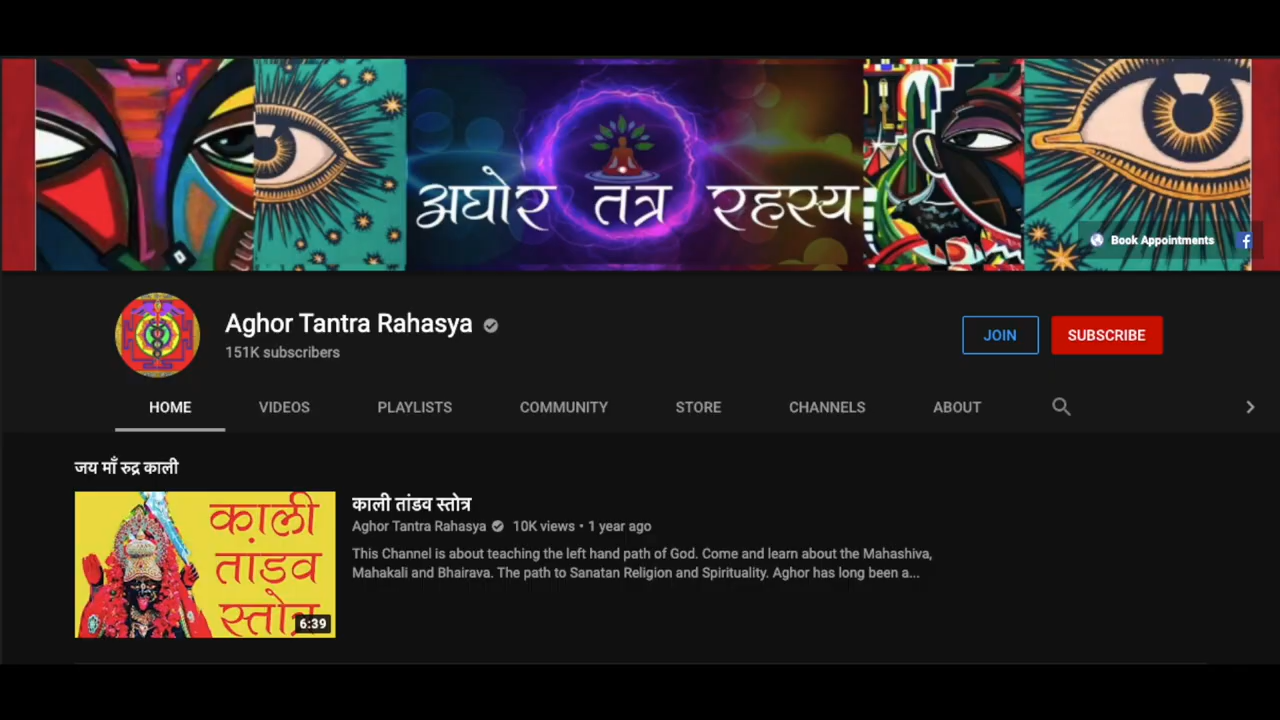 अघोर तत्र रहस्य
Book Appointments
Aghor Tantra Rahasya
151K subscribers
JOIN
SUBSCRIBE
HOME VIDEOS PLAYLISTS COMMUNITY STORE CHANNELS ABOUT
जय माँ रुद्र काली
काली
तांडव
स्तोत्र
6:39
काली तांडव स्तोत्र
Aghor Tantra Rahasya 10K views • 1 year ago
This Channel is about teaching the left hand path of God. Come and learn about the Mahashiva,
Mahakali and Bhairava. The path to Sanatan Religion and Spirituality. Aghor has long been a...